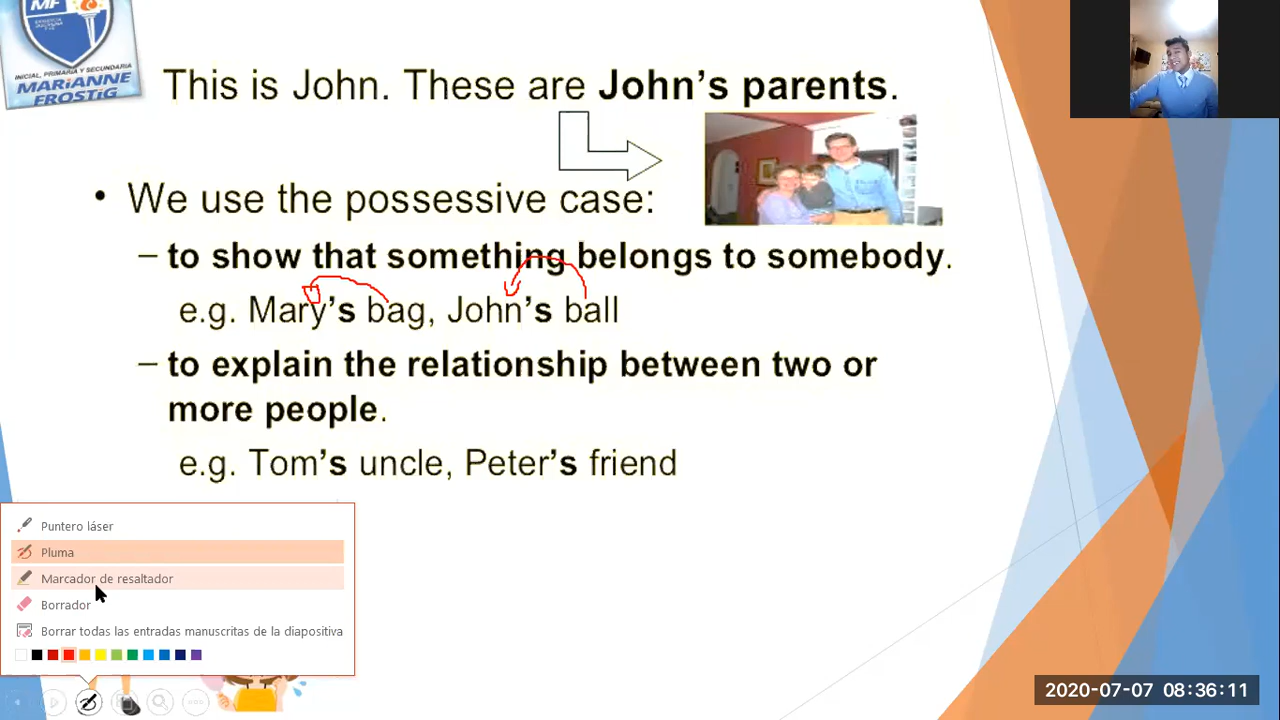 MF
INICIAL, PRIMARIA Y SECUNDARIA
MARIANNE
FROSTIG
This is John. These are John’s parents.
• We use the possessive case:
– to show that something belongs to somebody.
e.g. Mary’s bag, John’s ball
– to explain the relationship between two or
more people.
e.g. Tom’s uncle, Peter’s friend
Puntero láser
Pluma
Marcador de resaltador
Borrador
Borrar todas las entradas manuscritas de la diapositiva
2020-07-07 08:36:11